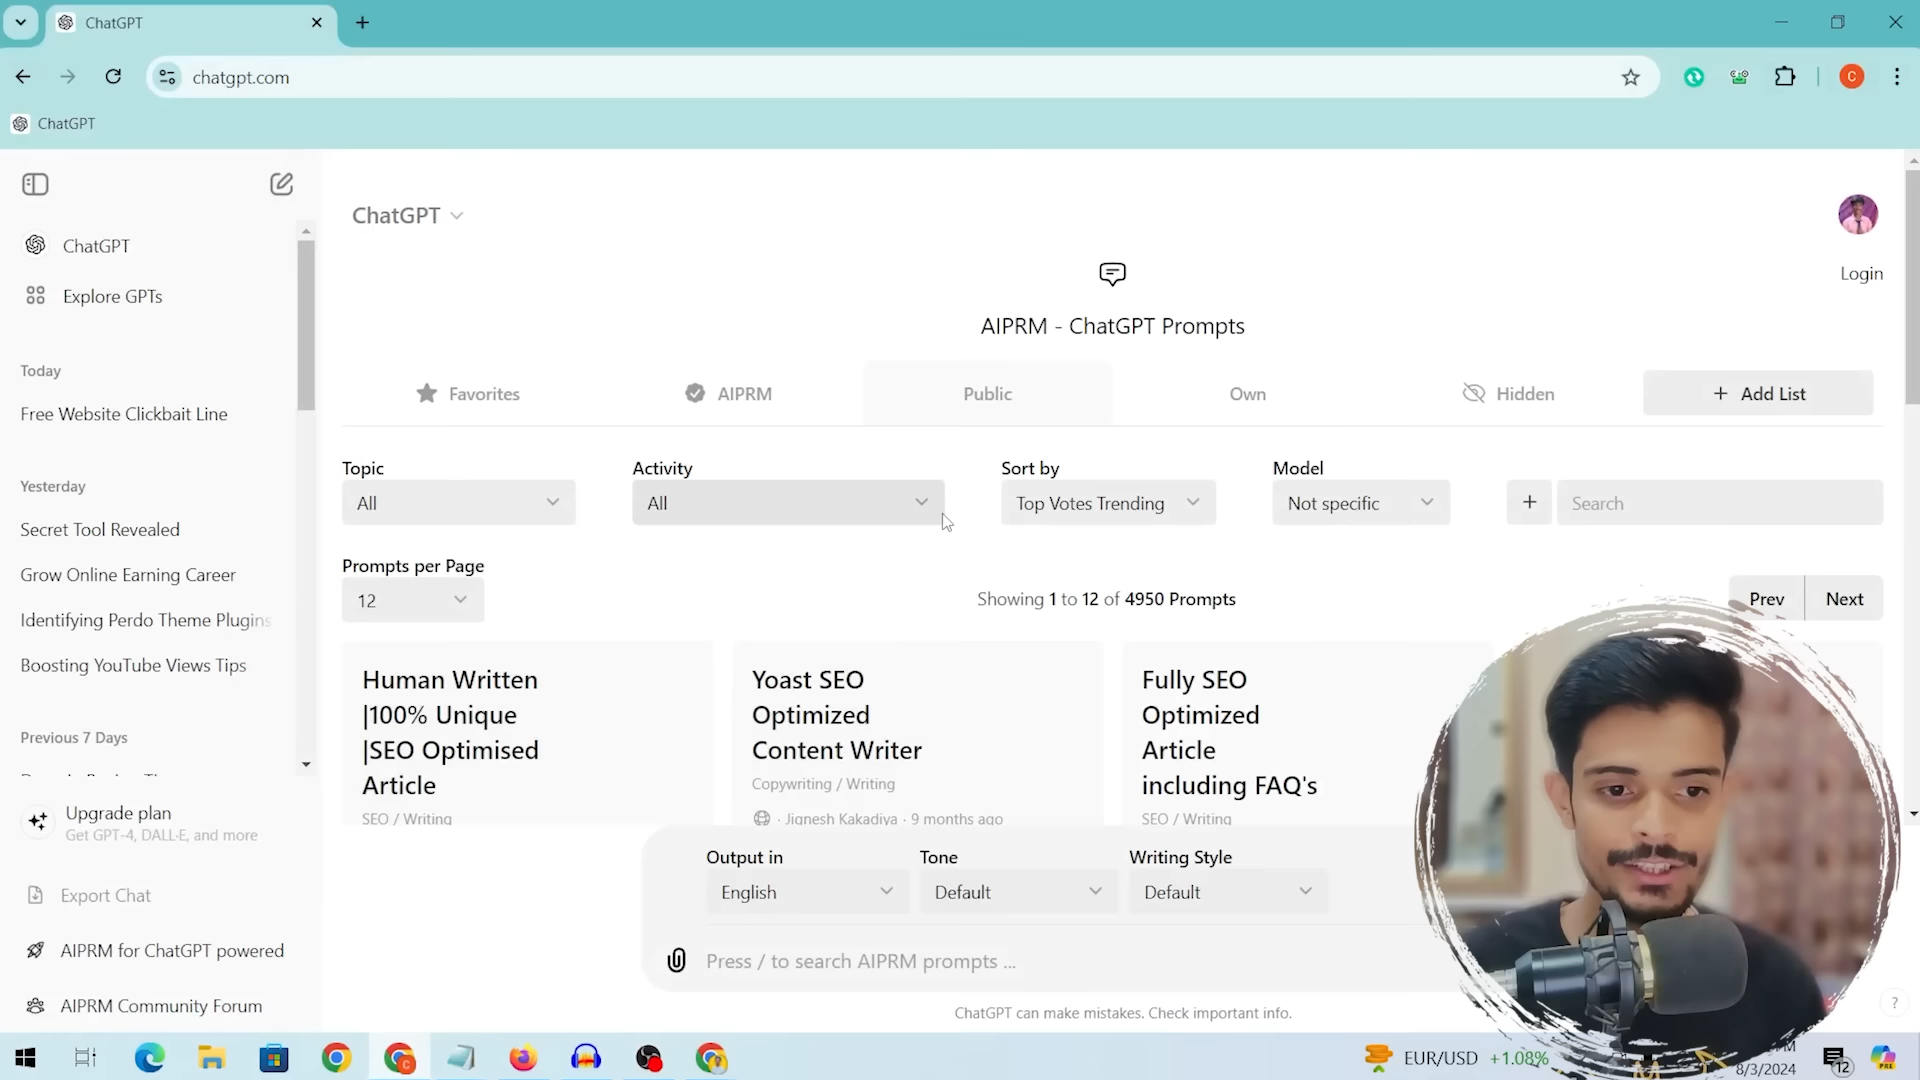 ChatGPT
chatgpt.com
C
ChatGPT
ChatGPT
Explore GPTs
Today
Free Website Clickbait Line
Yesterday
Secret Tool Revealed
Grow Online Earning Career
Identifying Perdo Theme Plugins
Boosting YouTube Views Tips
Previous 7 Days
Upgrade plan
Get GPT-4, DALL·E, and more
Export Chat
AIPRM for ChatGPT powered
AIPRM Community Forum
ChatGPT
Login
AIPRM - ChatGPT Prompts
Favorites
AIPRM
Public
Own
Hidden
+ Add List
Topic
All
Activity
All
Sort by
Top Votes Trending
Model
Not specific
+
Search
Prompts per Page
12
Showing 1 to 12 of 4950 Prompts
Prev
Next
Human Written
|100% Unique
|SEO Optimised
Article
SEO / Writing
Yoast SEO
Optimized
Content Writer
Copywriting / Writing
· Jignesh Kakadiya · 9 months ago
Fully SEO
Optimized
Article
including FAQ's
SEO / Writing
Output in
English
Tone
Default
Writing Style
Default
Press / to search AIPRM prompts ...
ChatGPT can make mistakes. Check important info.
?
EUR/USD +1.08%
8/3/2024
12
PRE